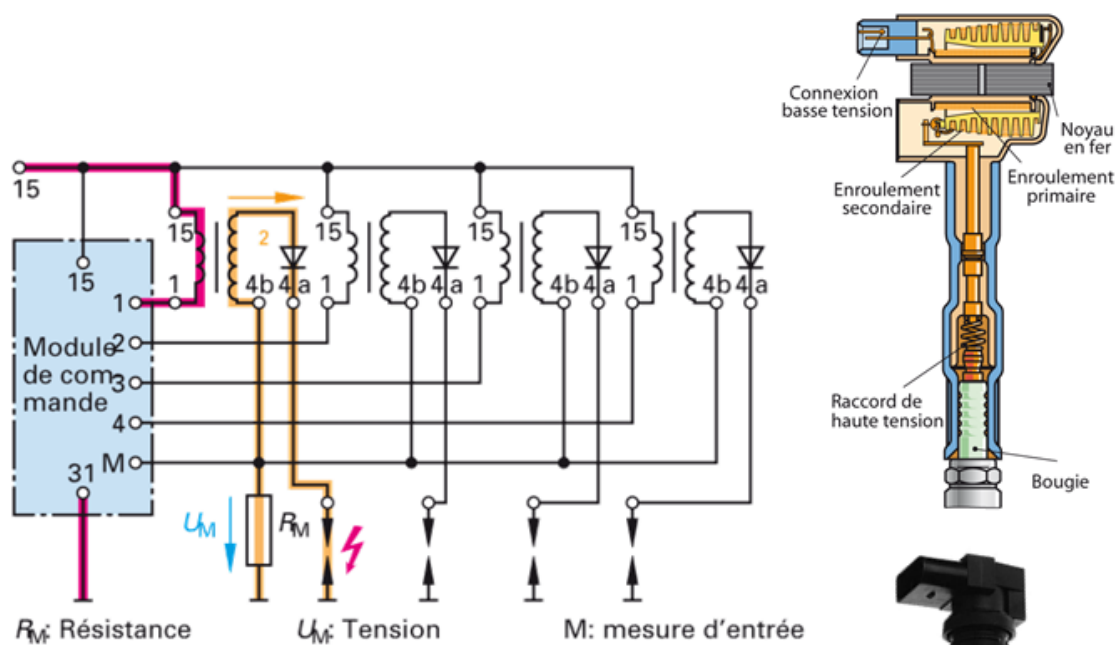 15
15
15
15
15
15
2
1
1
4b
4a
1
4b
4a
1
4b
4a
1
4b
4a
Module
de com
mande
2
3
4
M
31
UM
RM
RM: Résistance
UM: Tension
M: mesure d'entrée
Connexion
basse tension
Noyau
en fer
Enroulement
secondaire
Enroulement
primaire
Raccord de
haute tension
Bougie